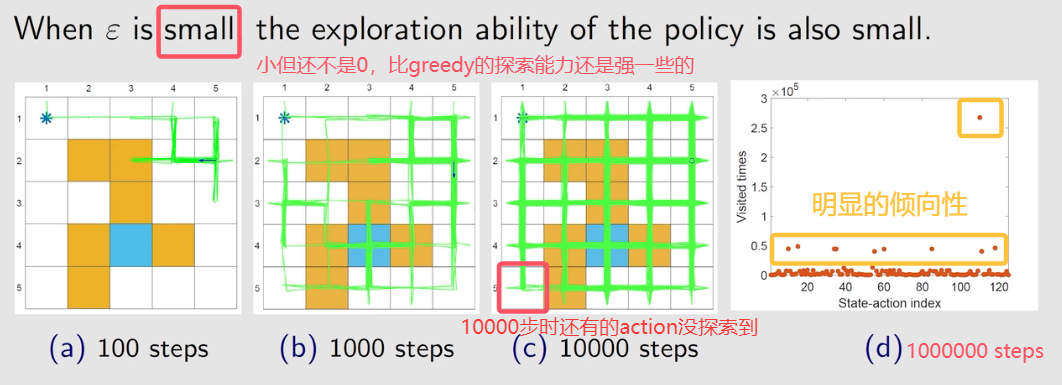 When ε is small the exploration ability of the policy is also small.
小但还不是0，比greedy的探索能力还是强一些的
1 2 3 4 5
1
2
3
4
5
1 2 3 4 5
1
2
3
4
5
1 2 3 4 5
1
2
3
4
5
×10⁵
3
2.5
2
1.5
1
0.5
0
Visited times
明显的倾向性
20 40 60 80 100 120
State-action index
10000步时还有的action没探索到
(a) 100 steps
(b) 1000 steps
(c) 10000 steps
(d) 1000000 steps